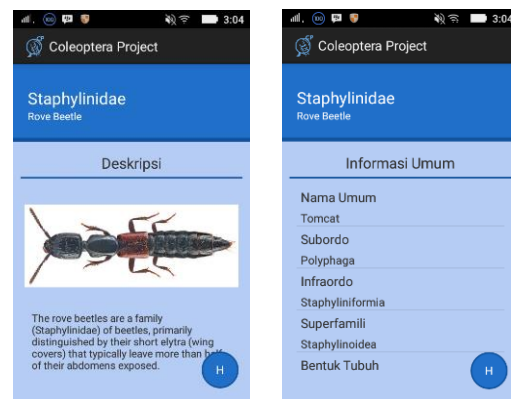 3:04
Coleoptera Project
Staphylinidae
Rove Beetle
Deskripsi
The rove beetles are a family
(Staphylinidae) of beetles, primarily
distinguished by their short elytra (wing
covers) that typically leave more than half
of their abdomens exposed.
H
3:04
Coleoptera Project
Staphylinidae
Rove Beetle
Informasi Umum
Nama Umum
Tomcat
Subordo
Polyphaga
Infraordo
Staphyliniformia
Superfamili
Staphylinoidea
Bentuk Tubuh
H